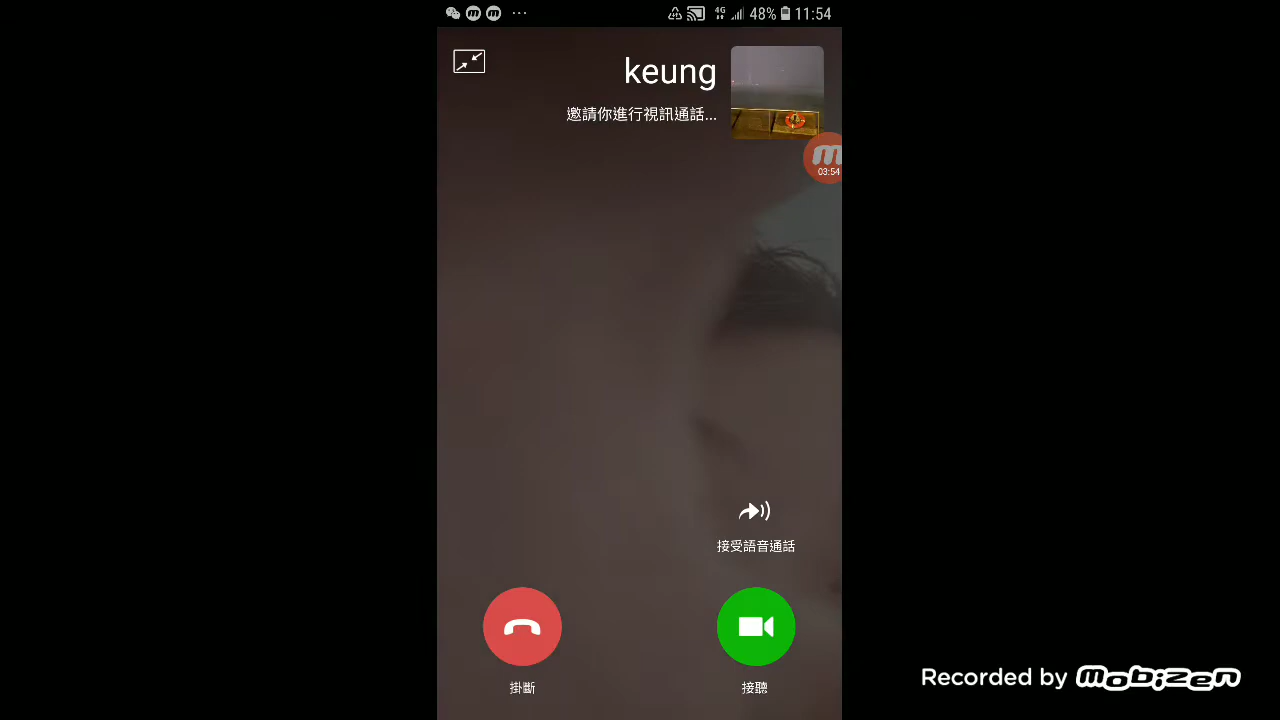 4G 48% 11:54
keung
邀請你進行視訊通話...
03:54
接受語音通話
掛斷
接聽
Recorded by mobizen